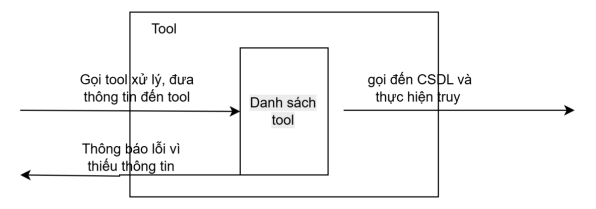 Tool
Gọi tool xử lý, đưa
thông tin đến tool
Danh sách
tool
gọi đến CSDL và
thực hiện truy
Thông báo lỗi vì
thiếu thông tin